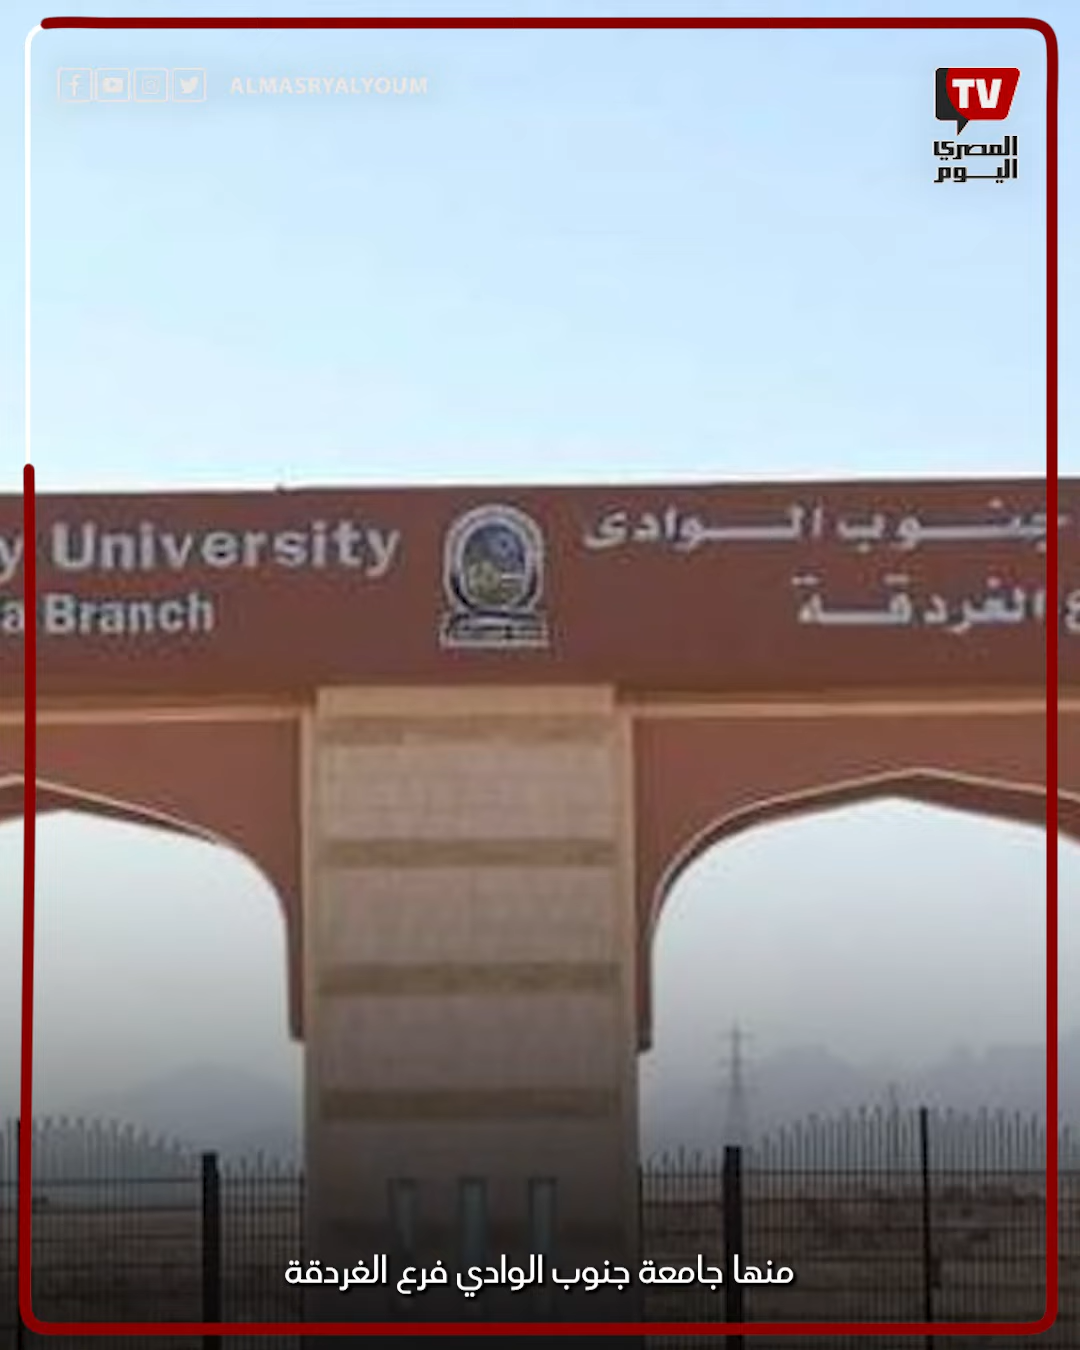 ALMASRYALYOUM
TV
المصري
اليوم
University
جنوب الوادى
الغردقة
Branch
منها جامعة جنوب الوادي فرع الغردقة